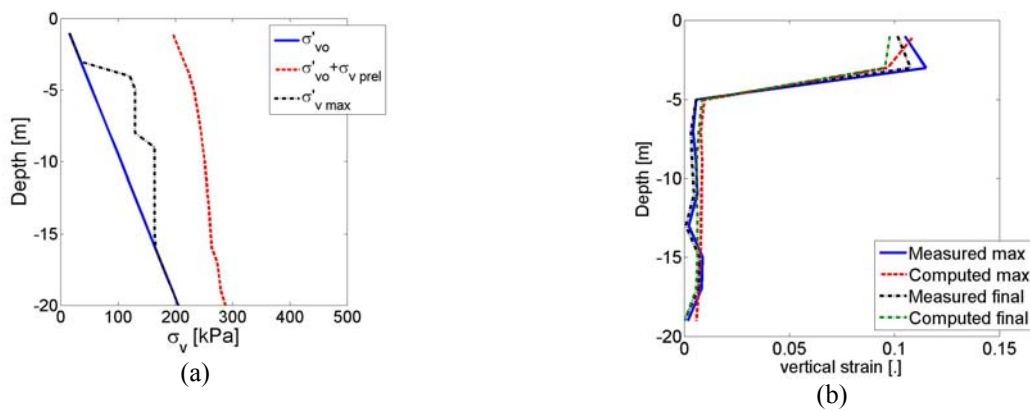 0
-5
-10
-15
-20
Depth [m]
0 100 200 300 400 500
σv [kPa]
σ'vo
σ'vo+σv prel
σ'v max
(a)
0
-5
-10
-15
-20
Depth [m]
0 0.05 0.1 0.15
vertical strain [.]
Measured max
Computed max
Measured final
Computed final
(b)